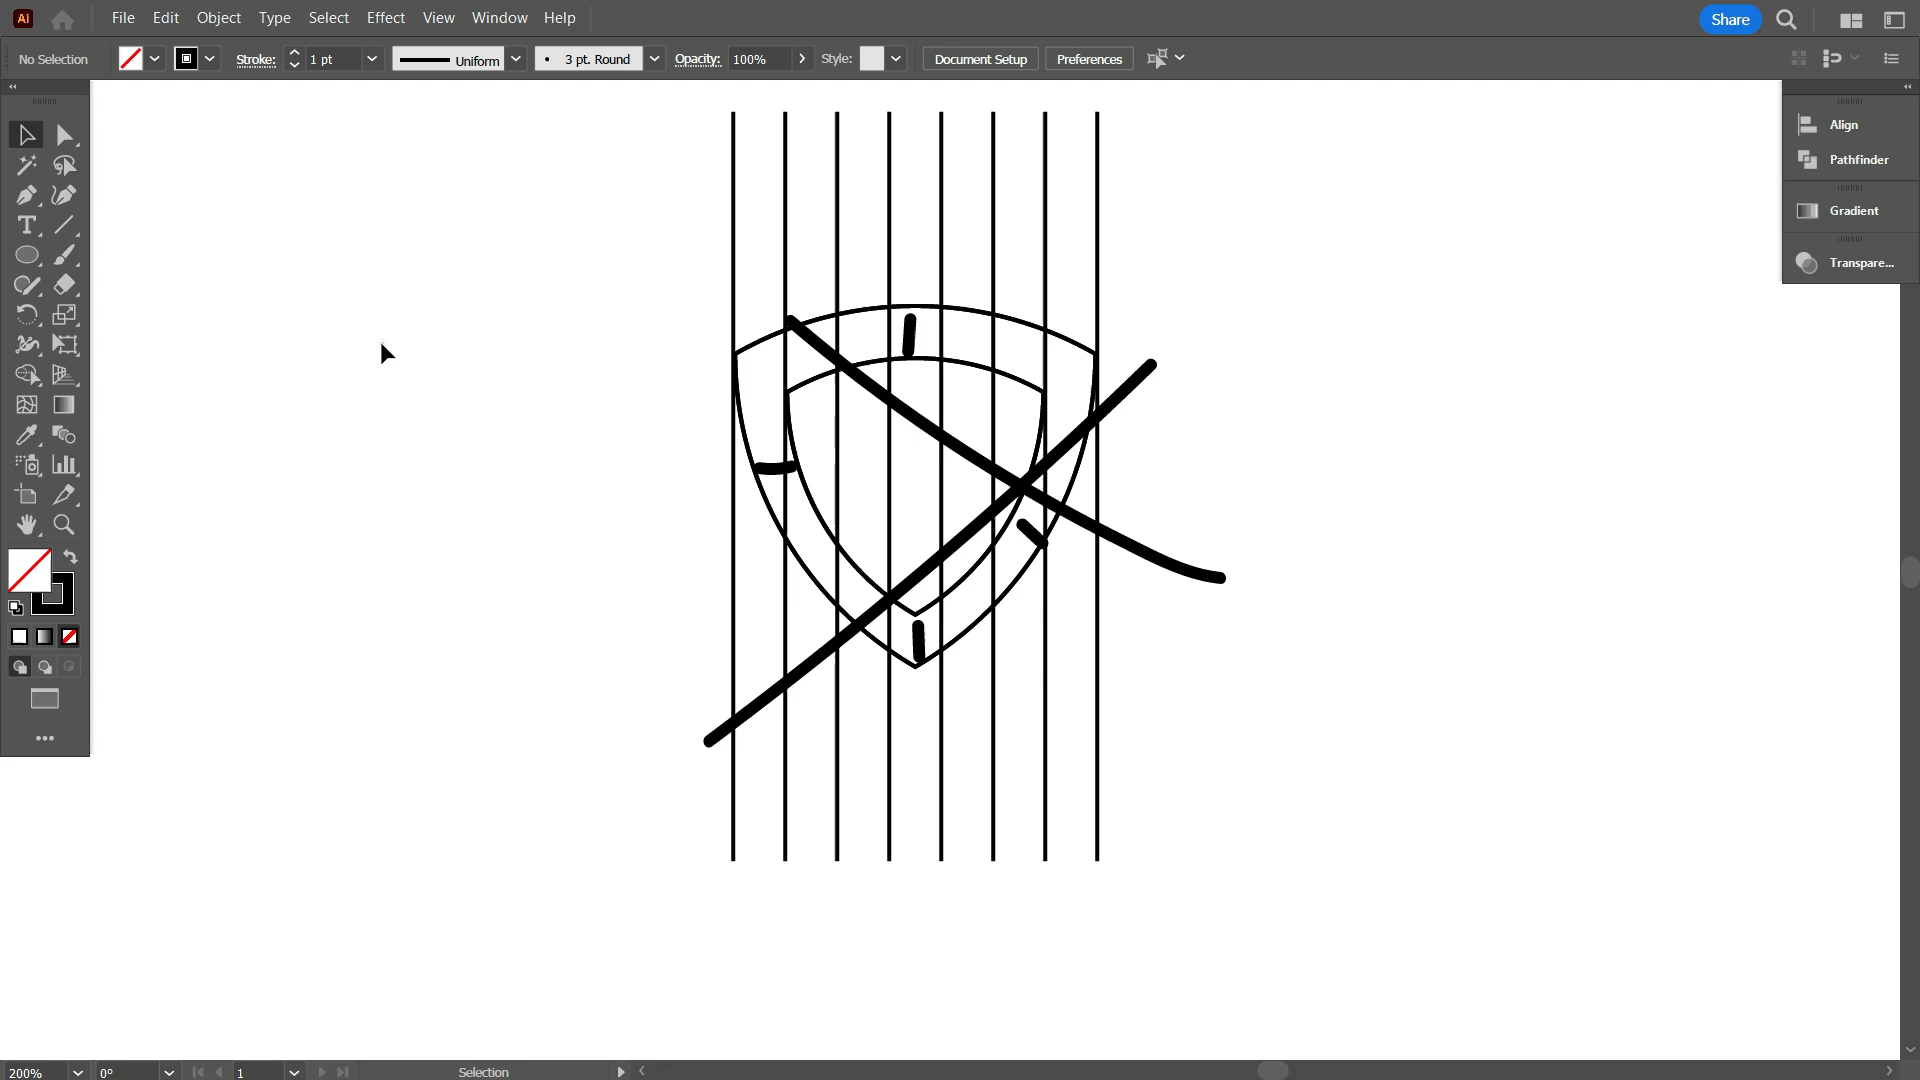 Ai File Edit Object Type Select Effect View Window Help Share
No Selection Stroke: 1 pt Uniform 3 pt. Round Opacity: 100% Style: Document Setup Preferences
Align
Pathfinder
Gradient
Transpare...
200% 0° 1 Selection